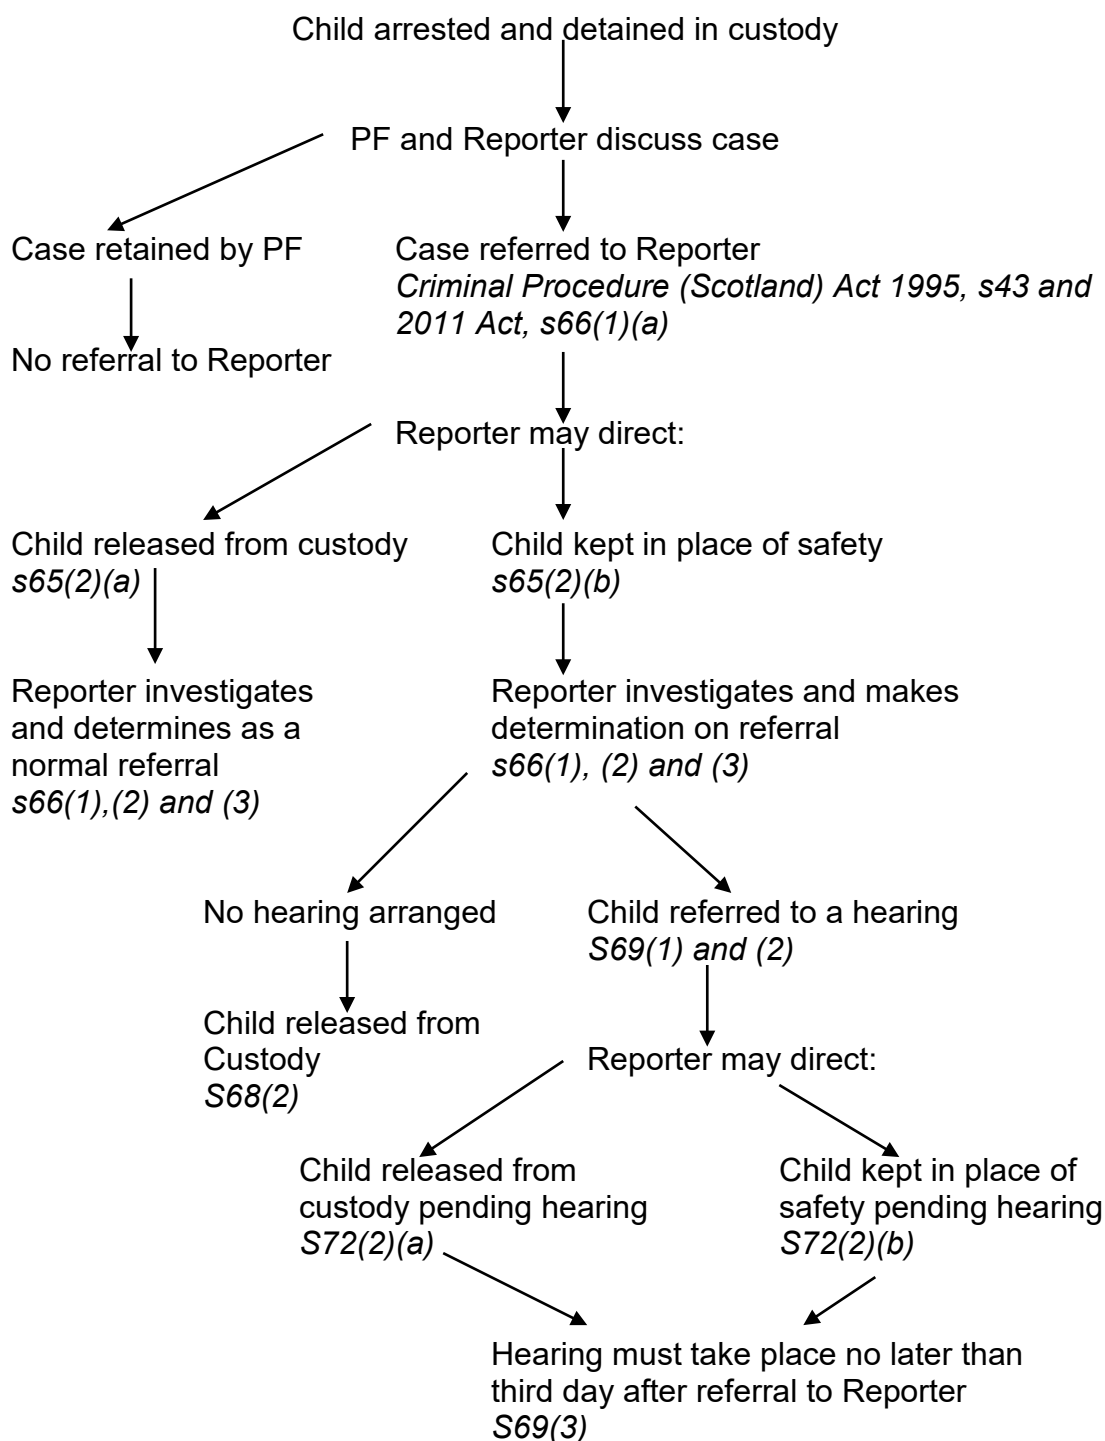 Child arrested and detained in custody
PF and Reporter discuss case
Case retained by PF
No referral to Reporter
Case referred to Reporter
Criminal Procedure (Scotland) Act 1995, s43 and
2011 Act, s66(1)(a)
Reporter may direct:
Child released from custody
s65(2)(a)
Reporter investigates
and determines as a
normal referral
s66(1),(2) and (3)
Child kept in place of safety
s65(2)(b)
Reporter investigates and makes
determination on referral
s66(1), (2) and (3)
No hearing arranged
Child released from
Custody
S68(2)
Child referred to a hearing
S69(1) and (2)
Reporter may direct:
Child released from
custody pending hearing
S72(2)(a)
Child kept in place of
safety pending hearing
S72(2)(b)
Hearing must take place no later than
third day after referral to Reporter
S69(3)